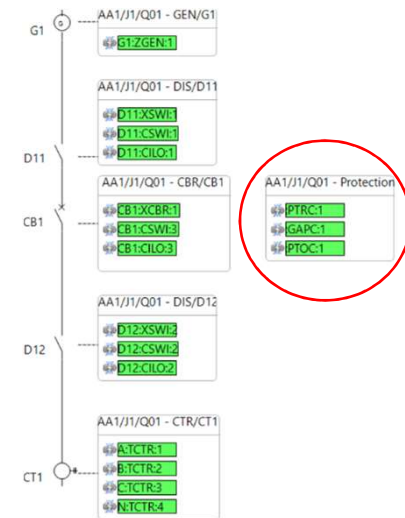 AA1/J1/Q01 - GEN/G1
G1
G
G1:ZGEN:1
AA1/J1/Q01 - DIS/D11
D11:XSWI:1
D11:CSWI:1
D11:CILO:1
D11
AA1/J1/Q01 - CBR/CB1
AA1/J1/Q01 - Protection
CB1:XCBR:1
PTRC:1
CB1
CB1:CSWI:3
GAPC:1
CB1:CILO:3
PTOC:1
AA1/J1/Q01 - DIS/D12
D12:XSWI:2
D12
D12:CSWI:2
D12:CILO:2
AA1/J1/Q01 - CTR/CT1
A:TCTR:1
CT1
B:TCTR:2
C:TCTR:3
N:TCTR:4